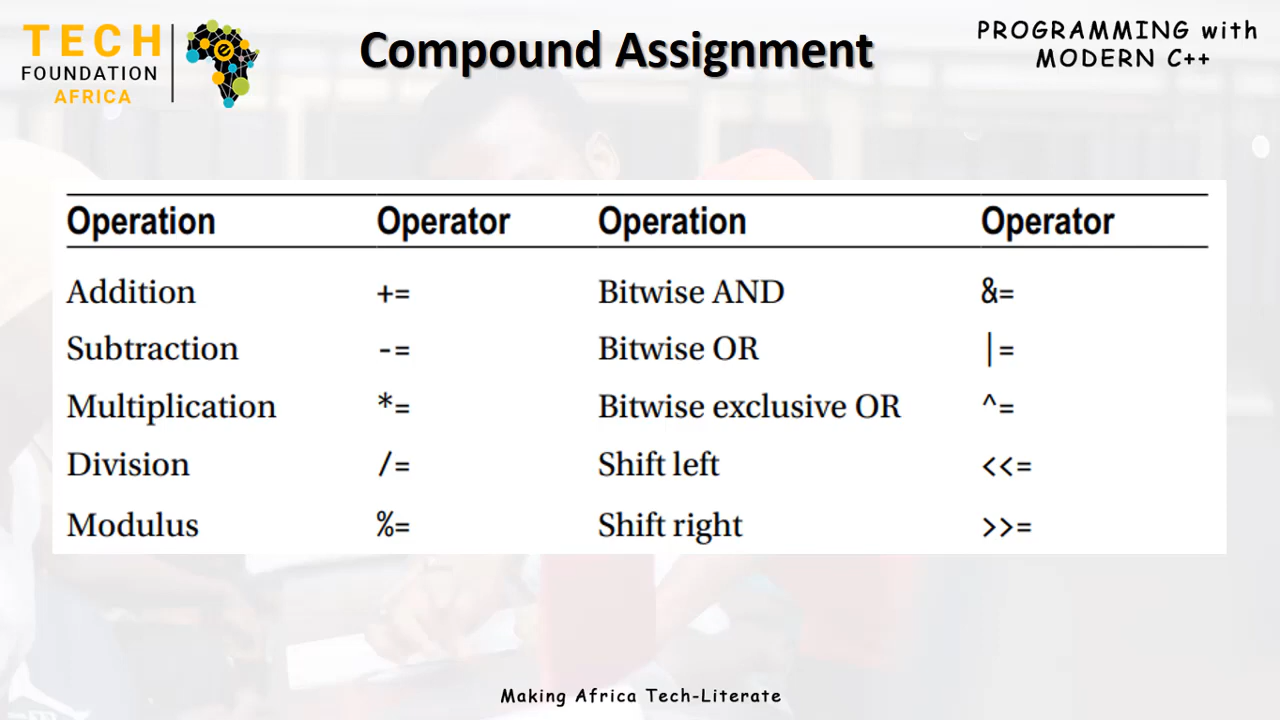 TECH
FOUNDATION
AFRICA
e
Compound Assignment
PROGRAMMING with
MODERN C++
Operation Operator Operation Operator
Addition += Bitwise AND &=
Subtraction -= Bitwise OR |=
Multiplication *= Bitwise exclusive OR ^=
Division /= Shift left <<=
Modulus %= Shift right >>=
Making Africa Tech-Literate